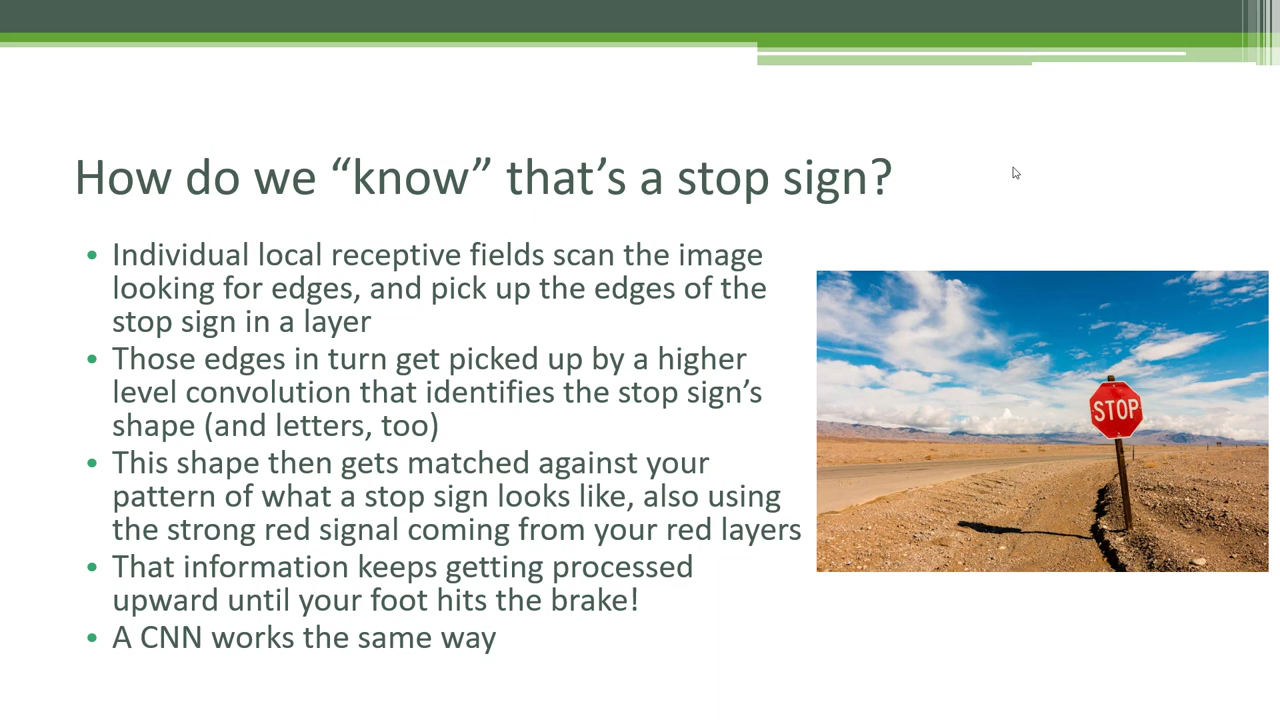 How do we “know” that’s a stop sign?
• Individual local receptive fields scan the image
looking for edges, and pick up the edges of the
stop sign in a layer
• Those edges in turn get picked up by a higher
level convolution that identifies the stop sign’s
shape (and letters, too)
• This shape then gets matched against your
pattern of what a stop sign looks like, also using
the strong red signal coming from your red layers
• That information keeps getting processed
upward until your foot hits the brake!
• A CNN works the same way
STOP